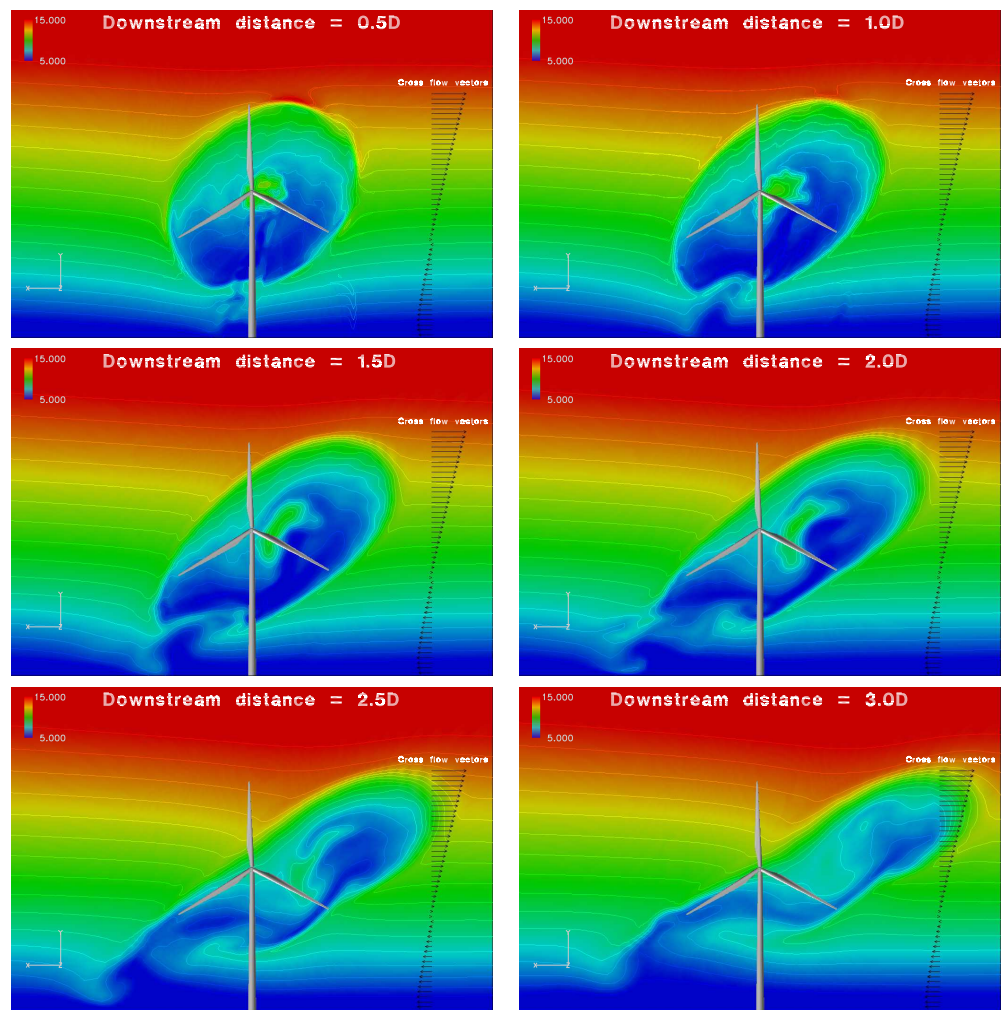 Downstream distance = 0.5D
15.000
5.000
Cross flow vectors
Y
X Z
Downstream distance = 1.0D
15.000
5.000
Cross flow vectors
Y
X Z
Downstream distance = 1.5D
15.000
5.000
Cross flow vectors
Y
X Z
Downstream distance = 2.0D
15.000
5.000
Cross flow vectors
Y
X Z
Downstream distance = 2.5D
15.000
5.000
Cross flow vectors
Y
X Z
Downstream distance = 3.0D
15.000
5.000
Cross flow vectors
Y
X Z